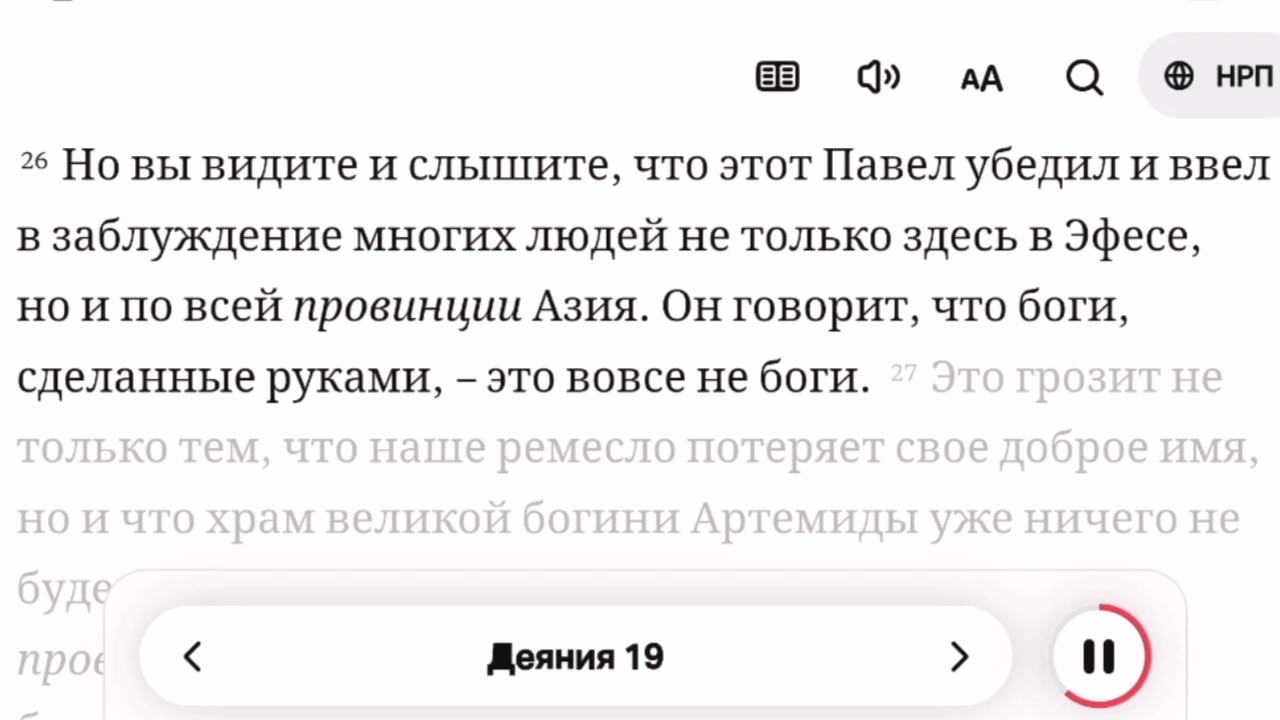 AA
НРП
26 Но вы видите и слышите, что этот Павел убедил и ввел
в заблуждение многих людей не только здесь в Эфесе,
но и по всей провинции Азия. Он говорит, что боги,
сделанные руками, – это вовсе не боги. 27 Это грозит не
только тем, что наше ремесло потеряет свое доброе имя,
но и что храм великой богини Артемиды уже ничего не
Деяния 19